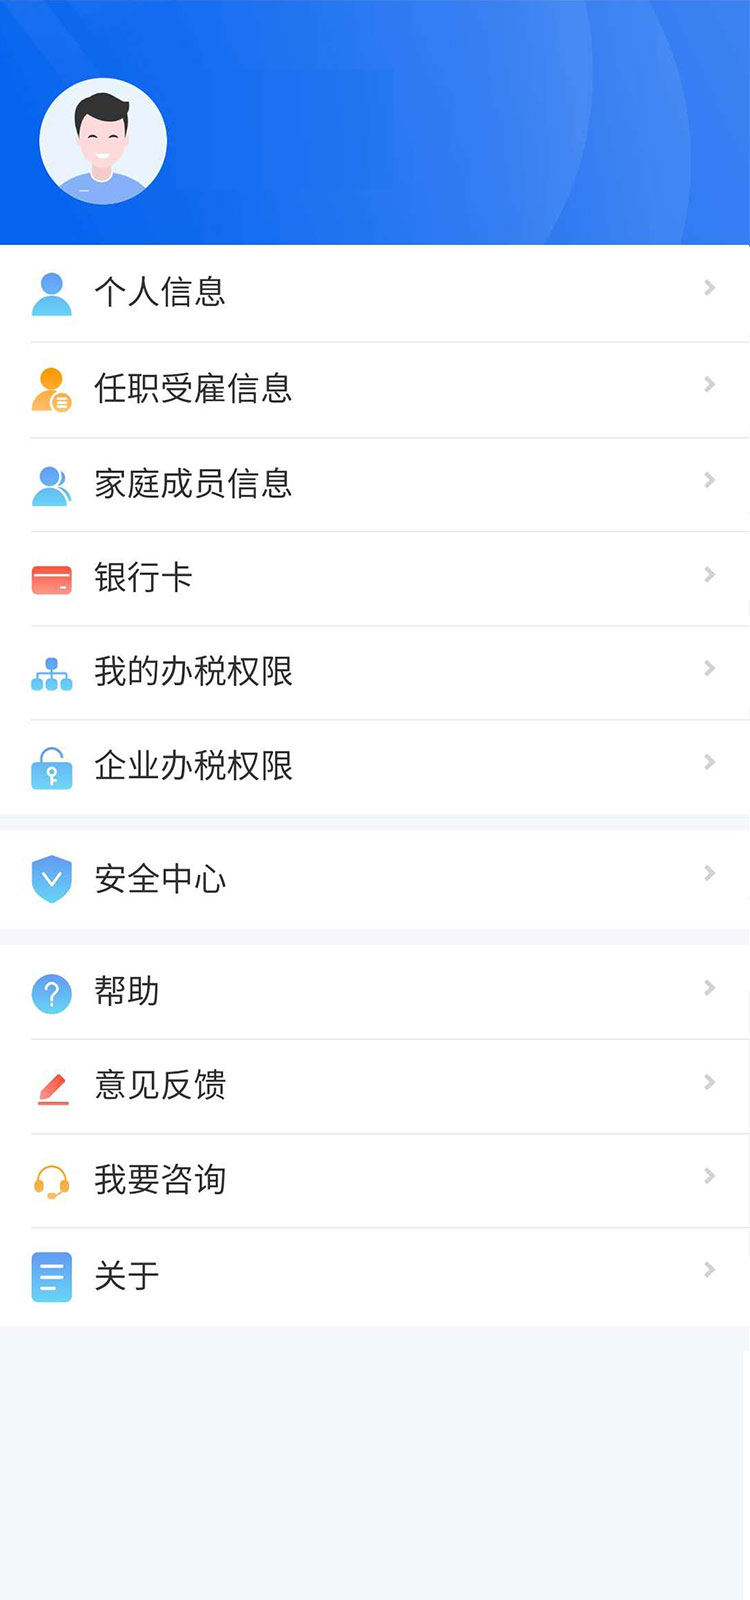 个人信息
任职受雇信息
家庭成员信息
银行卡
我的办税权限
企业办税权限
安全中心
帮助
意见反馈
我要咨询
关于